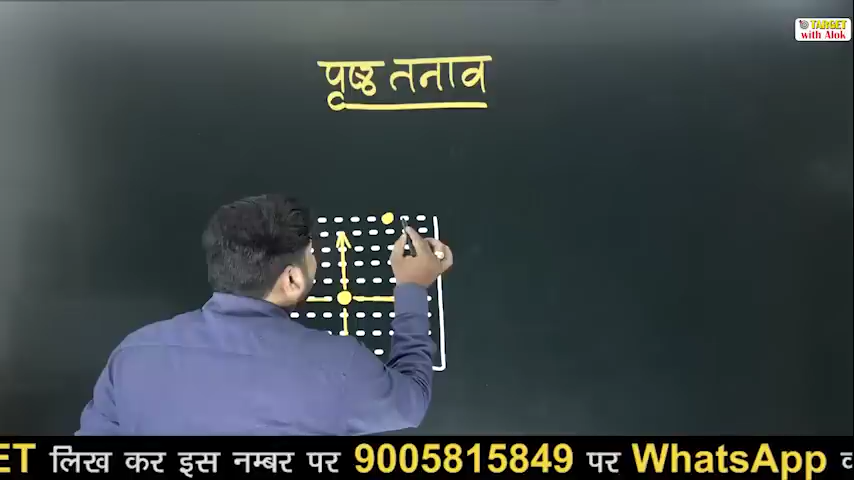 TARGET
with Alok
पृष्ठ तनाव
ET लिख कर इस नम्बर पर 9005815849 पर WhatsApp